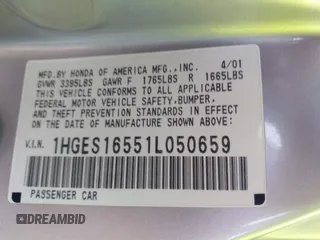 MFD.BY HONDA OF AMERICA MFG.,INC. 4/01
GVWR 3395LBS GAWR F 1765LBS R 1665LBS
THIS VEHICLE CONFORMS TO ALL APPLICABLE
FEDERAL MOTOR VEHICLE SAFETY,BUMPER,
AND THEFT PREVENTION STANDARDS IN EFFECT
ON THE DATE OF MANUFACTURE SHOWN ABOVE.
V.I.N. 1HGES16551L050659
PASSENGER CAR
DREAMBID